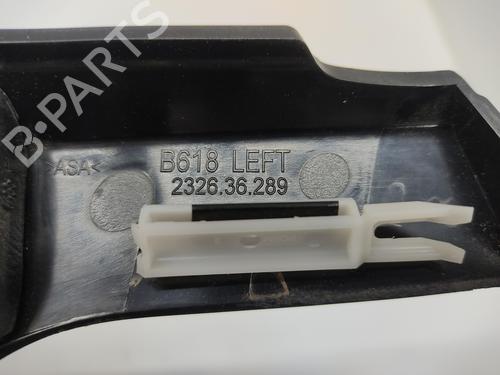 B-PARTS
B618 LEFT
>ASA<
2326.36.289